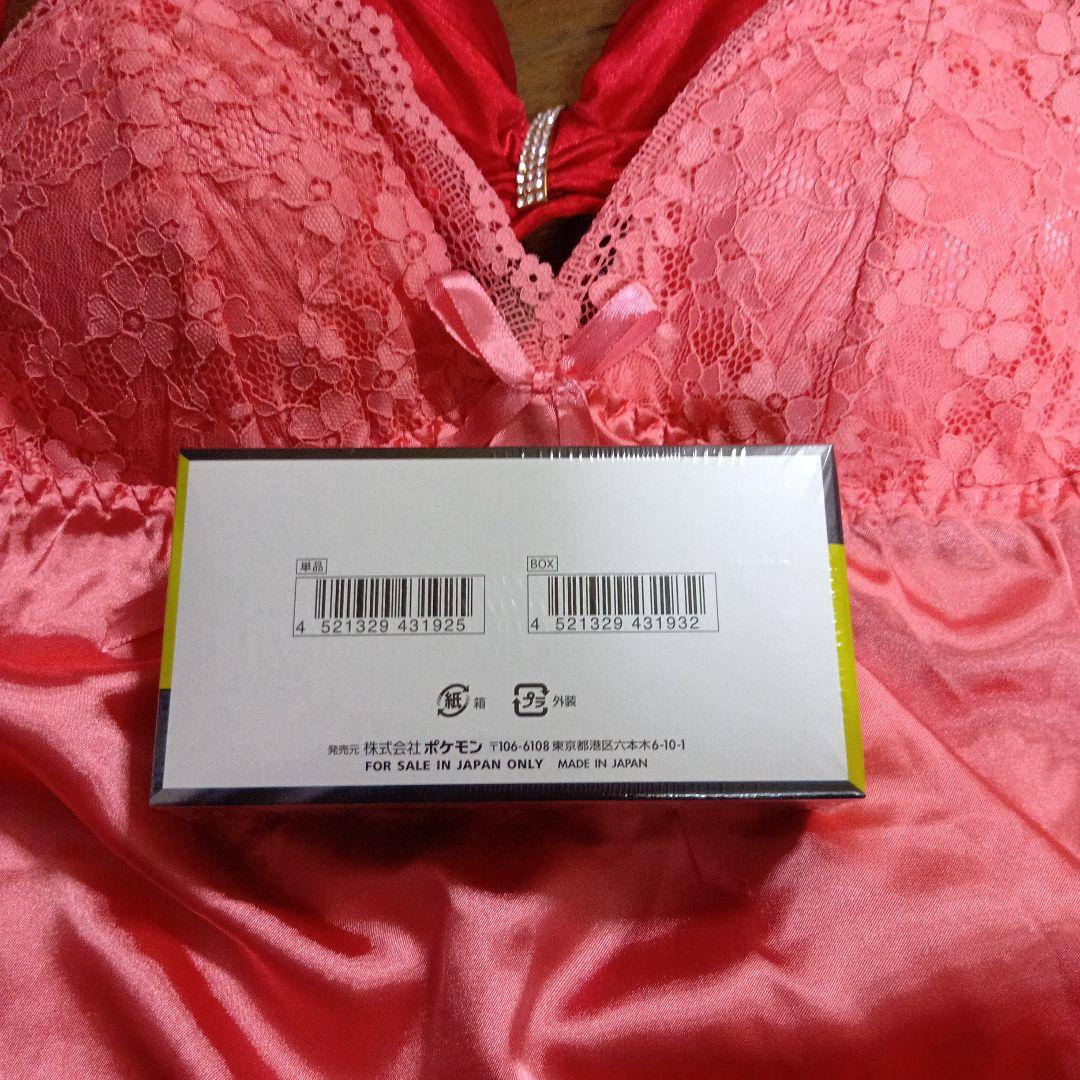 単品
4 521329 431925
BOX
4 521329 431932
紙 箱
プラ 外装
発売元 株式会社ポケモン 〒106-6108 東京都港区六本木6-10-1
FOR SALE IN JAPAN ONLY MADE IN JAPAN